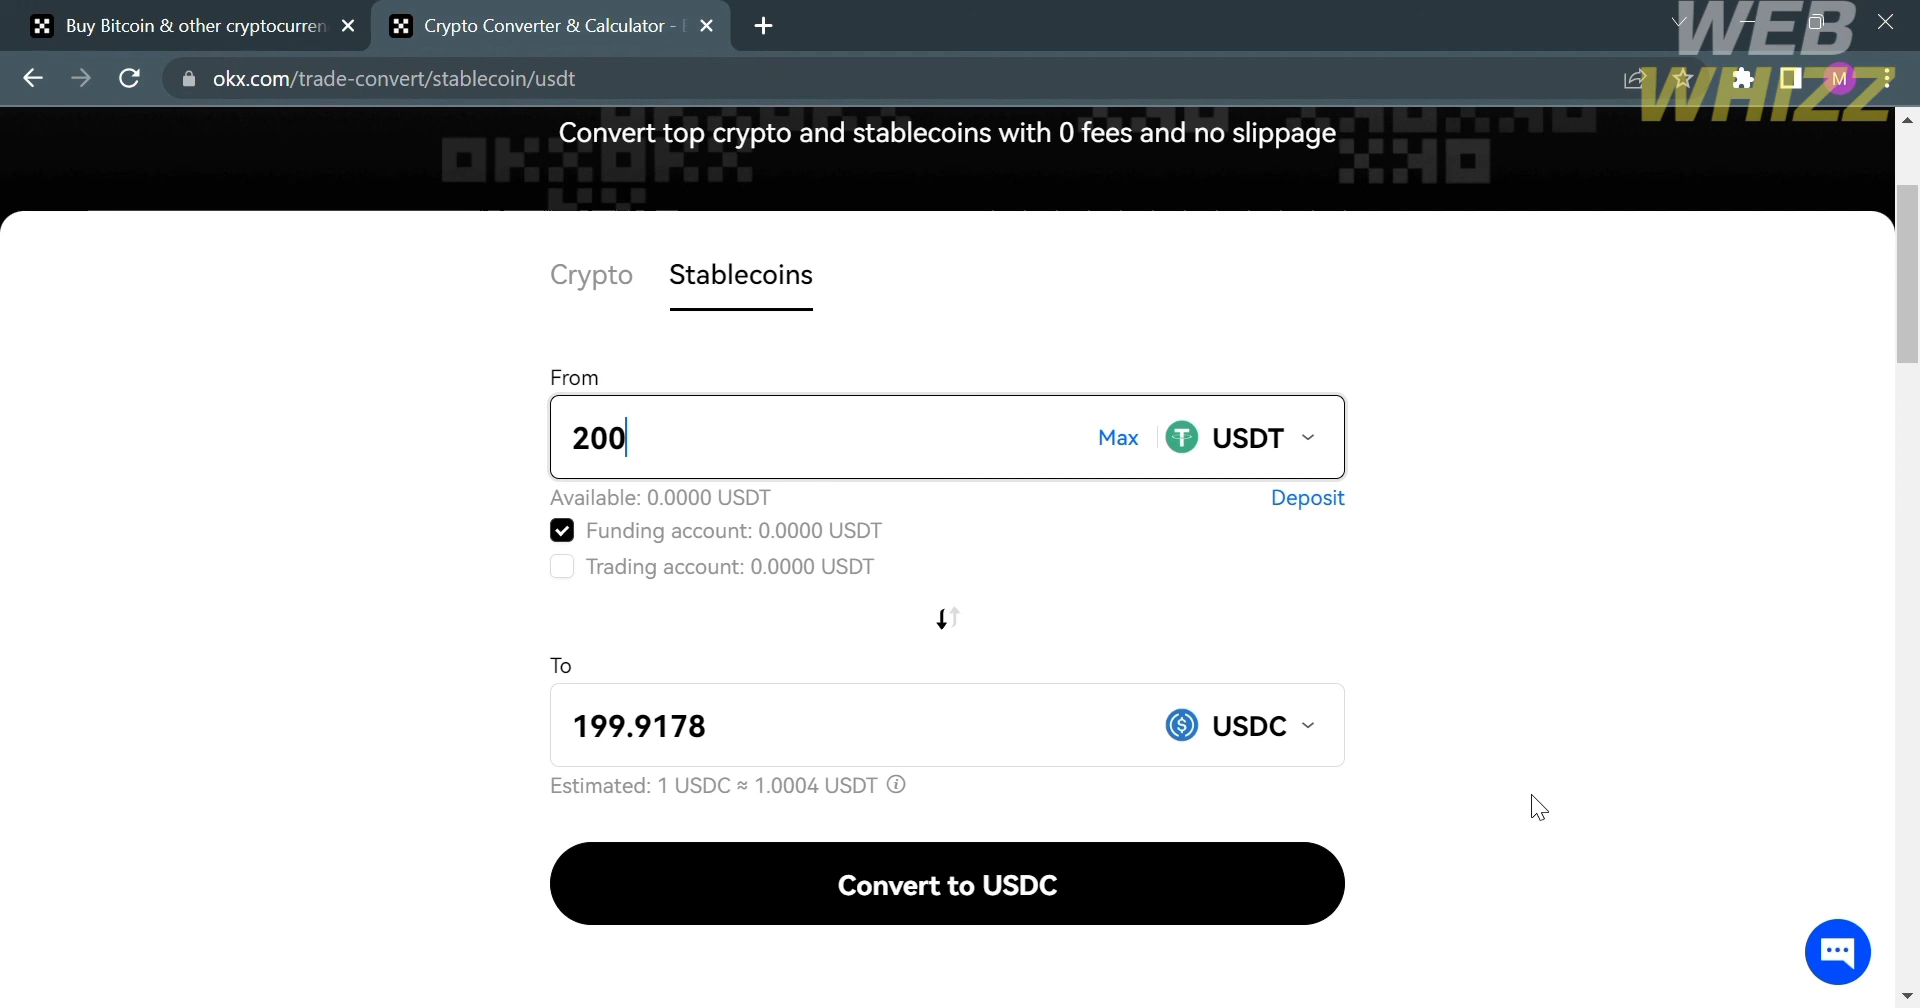 Buy Bitcoin & other cryptocurren
Crypto Converter & Calculator -
okx.com/trade-convert/stablecoin/usdt
M
WEB
WHIZZ
Convert top crypto and stablecoins with 0 fees and no slippage
Crypto
Stablecoins
From
200
Max
USDT
Available: 0.0000 USDT
Deposit
Funding account: 0.0000 USDT
Trading account: 0.0000 USDT
To
199.9178
USDC
Estimated: 1 USDC ≈ 1.0004 USDT
Convert to USDC